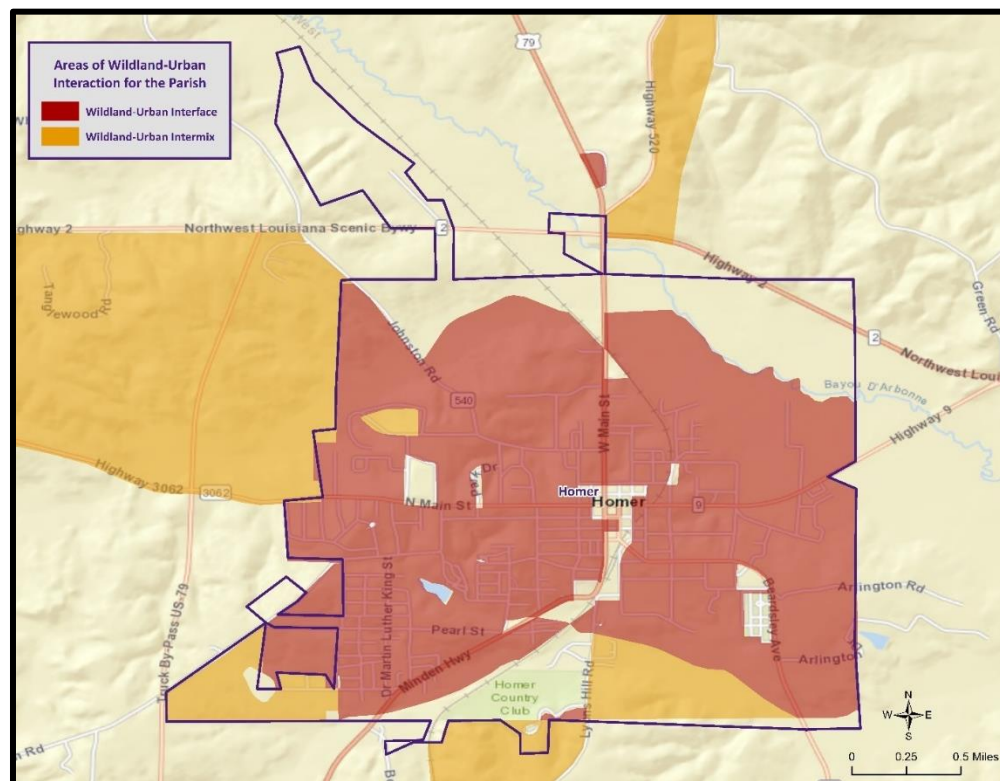 Areas of Wildland-Urban
Interaction for the Parish
Wildland-Urban Interface
Wildland-Urban Intermix
West
79
Highway 520
ghway 2
Northwest Louisiana Scenic Bywy
2
Highway 2
Green Rd
2
Northwest Loui
Tanglewood Rd
Johnston Rd
Bayou D'Arbonne
540
W Main St
Highway 9
Highway 3062
3062
Dr
N Main St
Homer
Homer
9
Truck By-Pass US-79
Dr Martin Luther King St
Pearl St
Minden Hwy
Beardsley Ave
Arlington Rd
Arlington
Homer
Country
Club
Lyons Hill Rd
n Rd
N
W
E
S
0
0.25
0.5 Miles